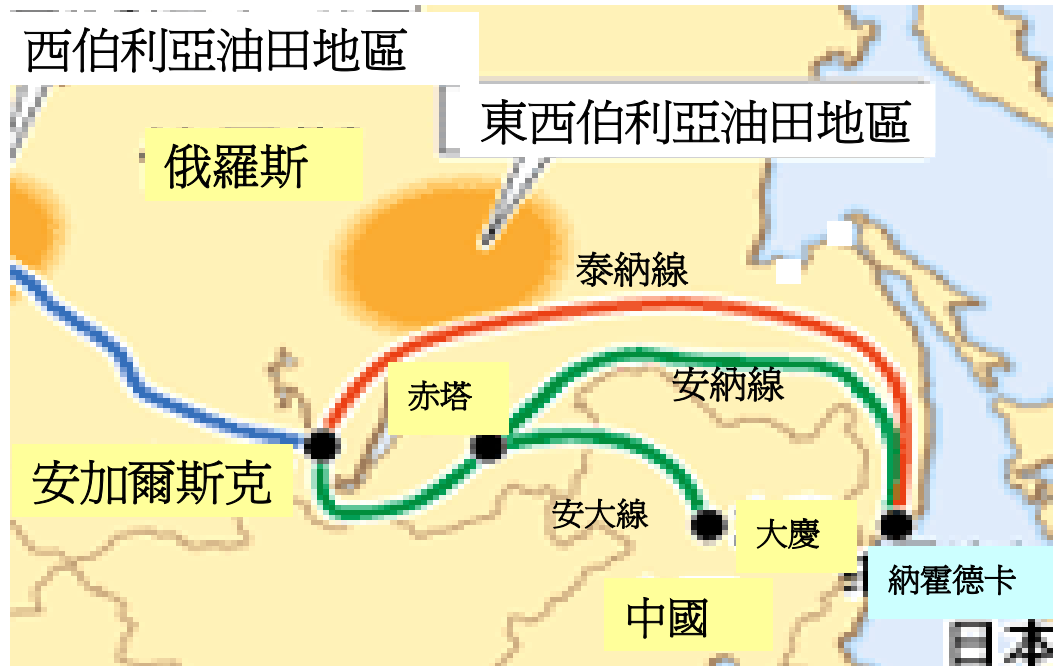 西伯利亞油田地區
東西伯利亞油田地區
俄羅斯
泰納線
赤塔
安納線
安加爾斯克
安大線
大慶
納霍德卡
中國
日本